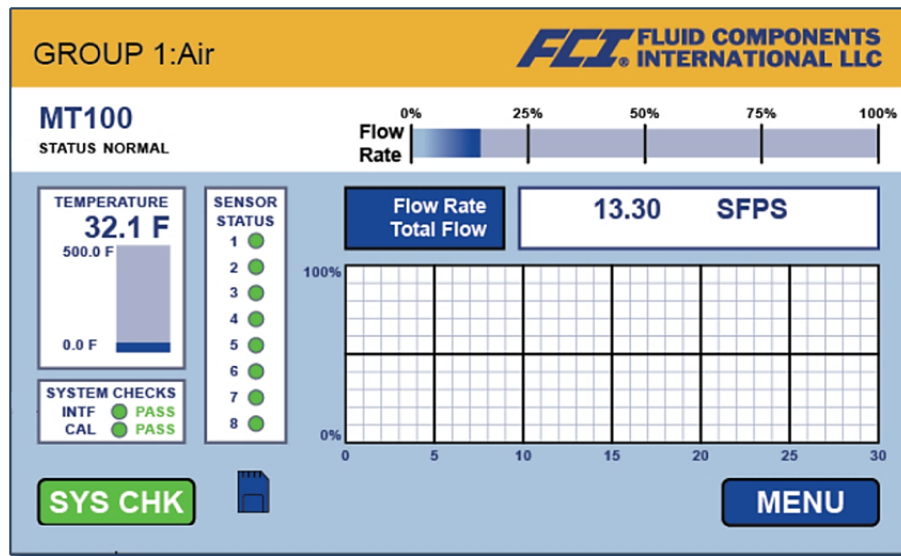 GROUP 1:Air
FCI® FLUID COMPONENTS
INTERNATIONAL LLC
MT100
STATUS NORMAL
0% 25% 50% 75% 100%
Flow
Rate
TEMPERATURE
32.1 F
500.0 F
0.0 F
SENSOR
STATUS
1
2
3
4
5
6
7
8
Flow Rate
Total Flow
13.30 SFPS
100%
0%
0 5 10 15 20 25 30
SYSTEM CHECKS
INTF PASS
CAL PASS
SYS CHK
MENU